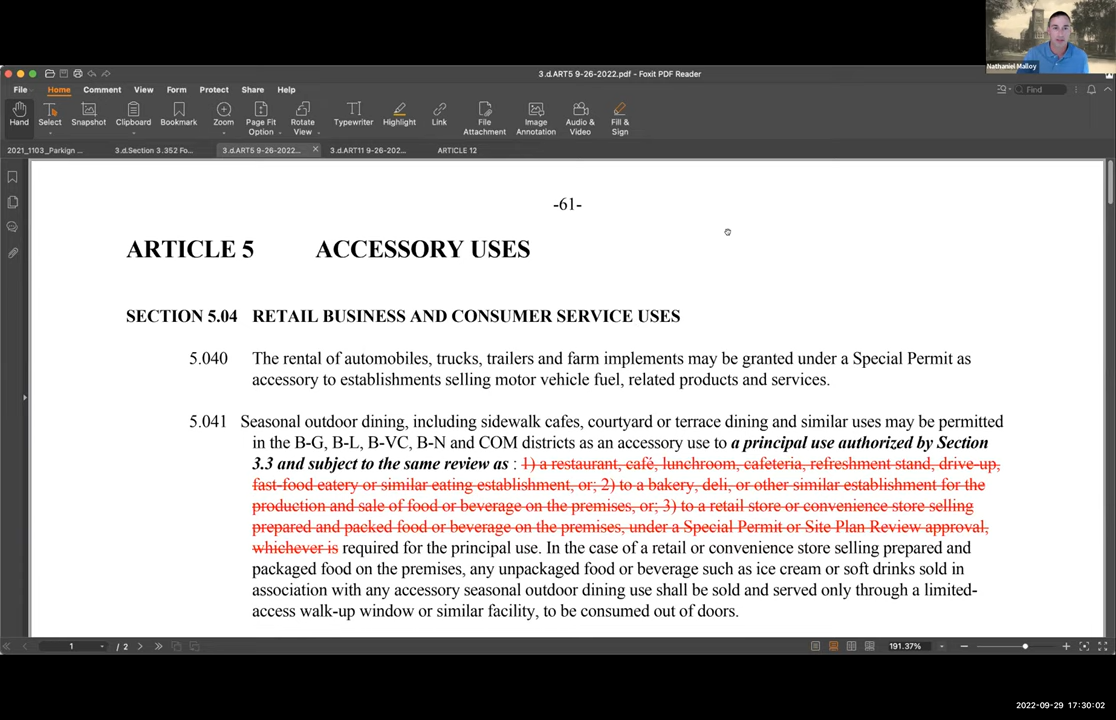 Nathaniel Malloy
3.d.ART5 9-26-2022.pdf - Foxit PDF Reader
File Home Comment View Form Protect Share Help
Find
Hand Select Snapshot Clipboard Bookmark Zoom Page Fit Option Rotate View Typewriter Highlight Link File Attachment Image Annotation Audio & Video Fill & Sign
2021_1103_Parkign ... 3.d.Section 3.352 Fo... 3.d.ART5 9-26-2022... 3.d.ART11 9-26-202... ARTICLE 12
-61-
ARTICLE 5 ACCESSORY USES
SECTION 5.04 RETAIL BUSINESS AND CONSUMER SERVICE USES
5.040 The rental of automobiles, trucks, trailers and farm implements may be granted under a Special Permit as
accessory to establishments selling motor vehicle fuel, related products and services.
5.041 Seasonal outdoor dining, including sidewalk cafes, courtyard or terrace dining and similar uses may be permitted
in the B-G, B-L, B-VC, B-N and COM districts as an accessory use to a principal use authorized by Section
3.3 and subject to the same review as : 1) a restaurant, café, lunchroom, cafeteria, refreshment stand, drive-up,
fast-food eatery or similar eating establishment, or; 2) to a bakery, deli, or other similar establishment for the
production and sale of food or beverage on the premises, or; 3) to a retail store or convenience store selling
prepared and packed food or beverage on the premises, under a Special Permit or Site Plan Review approval,
whichever is required for the principal use. In the case of a retail or convenience store selling prepared and
packaged food on the premises, any unpackaged food or beverage such as ice cream or soft drinks sold in
association with any accessory seasonal outdoor dining use shall be sold and served only through a limited-
access walk-up window or similar facility, to be consumed out of doors.
1 / 2 191.37%
2022-09-29 17:30:02